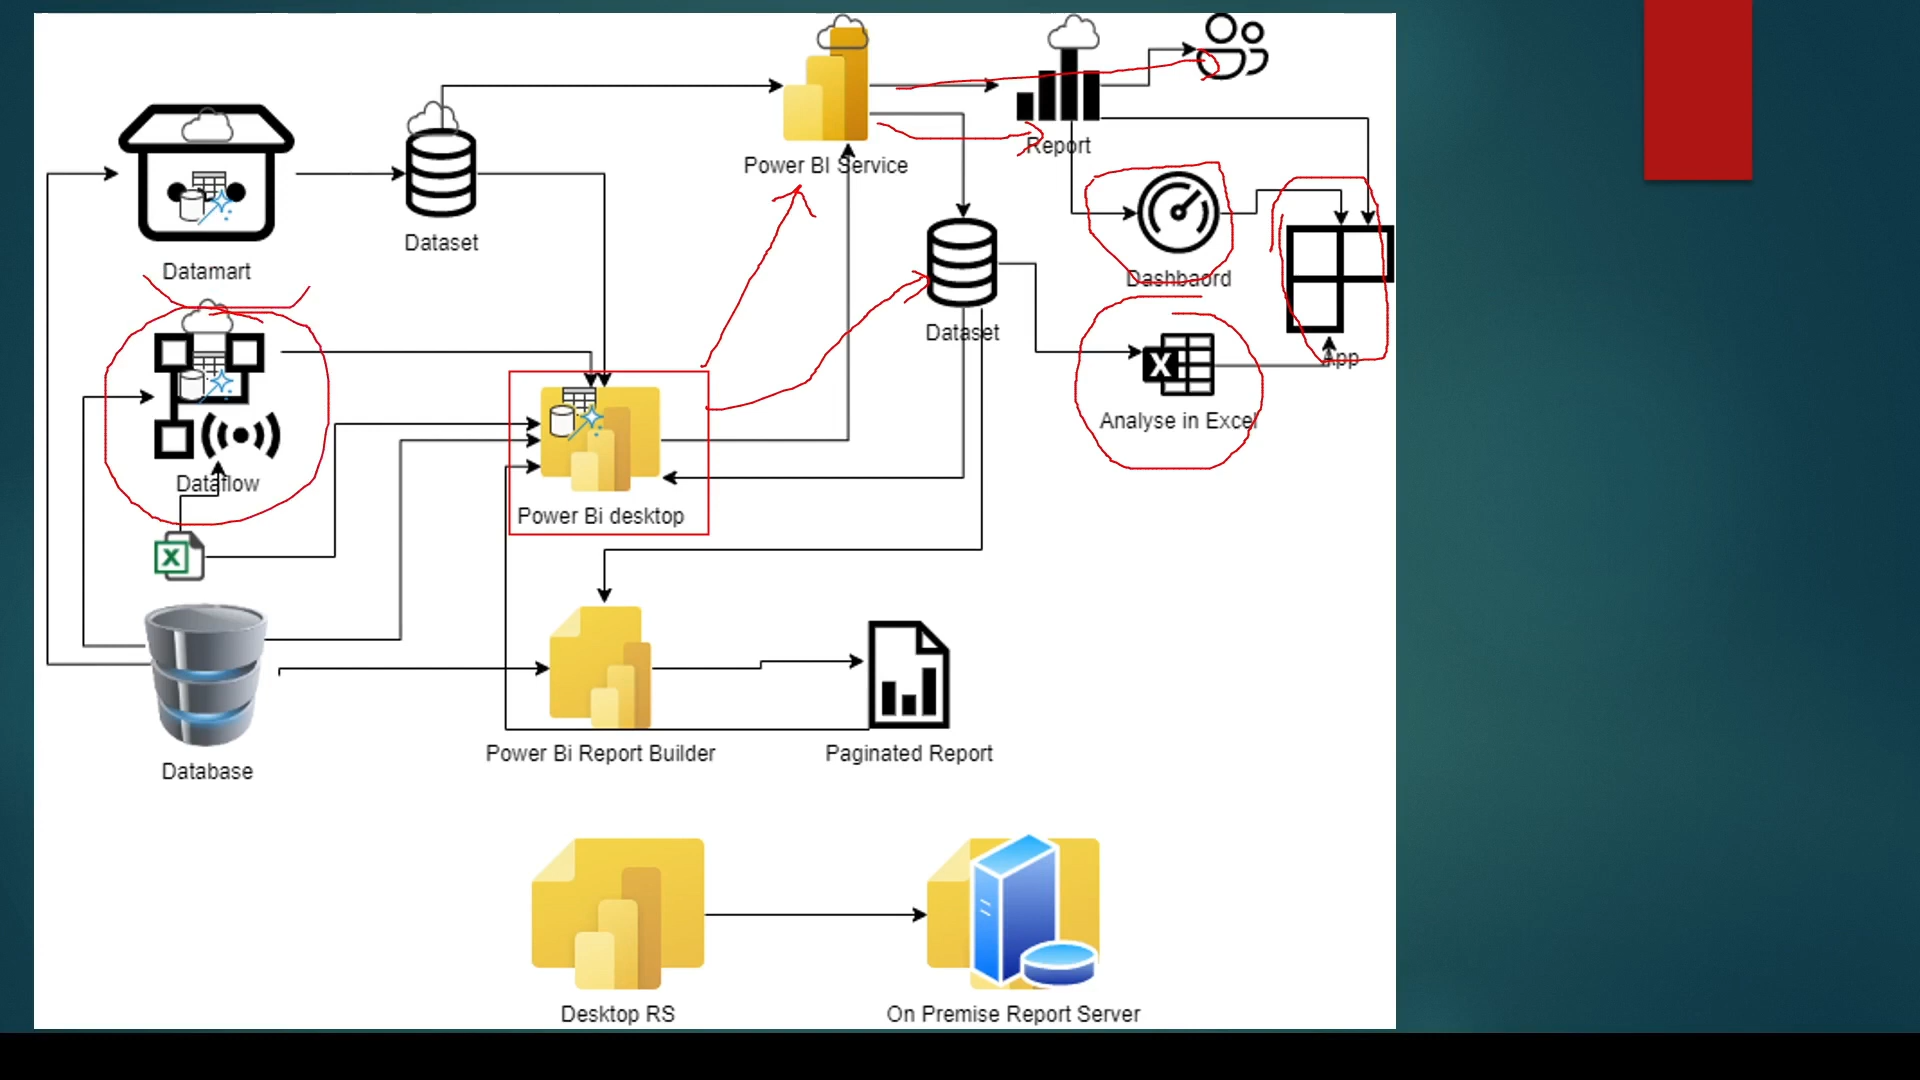 Power BI Service
Report
Datamart
Dataset
Dashbaord
App
Dataset
Analyse in Excel
Dataflow
Power Bi desktop
Power Bi Report Builder
Paginated Report
Database
Desktop RS
On Premise Report Server